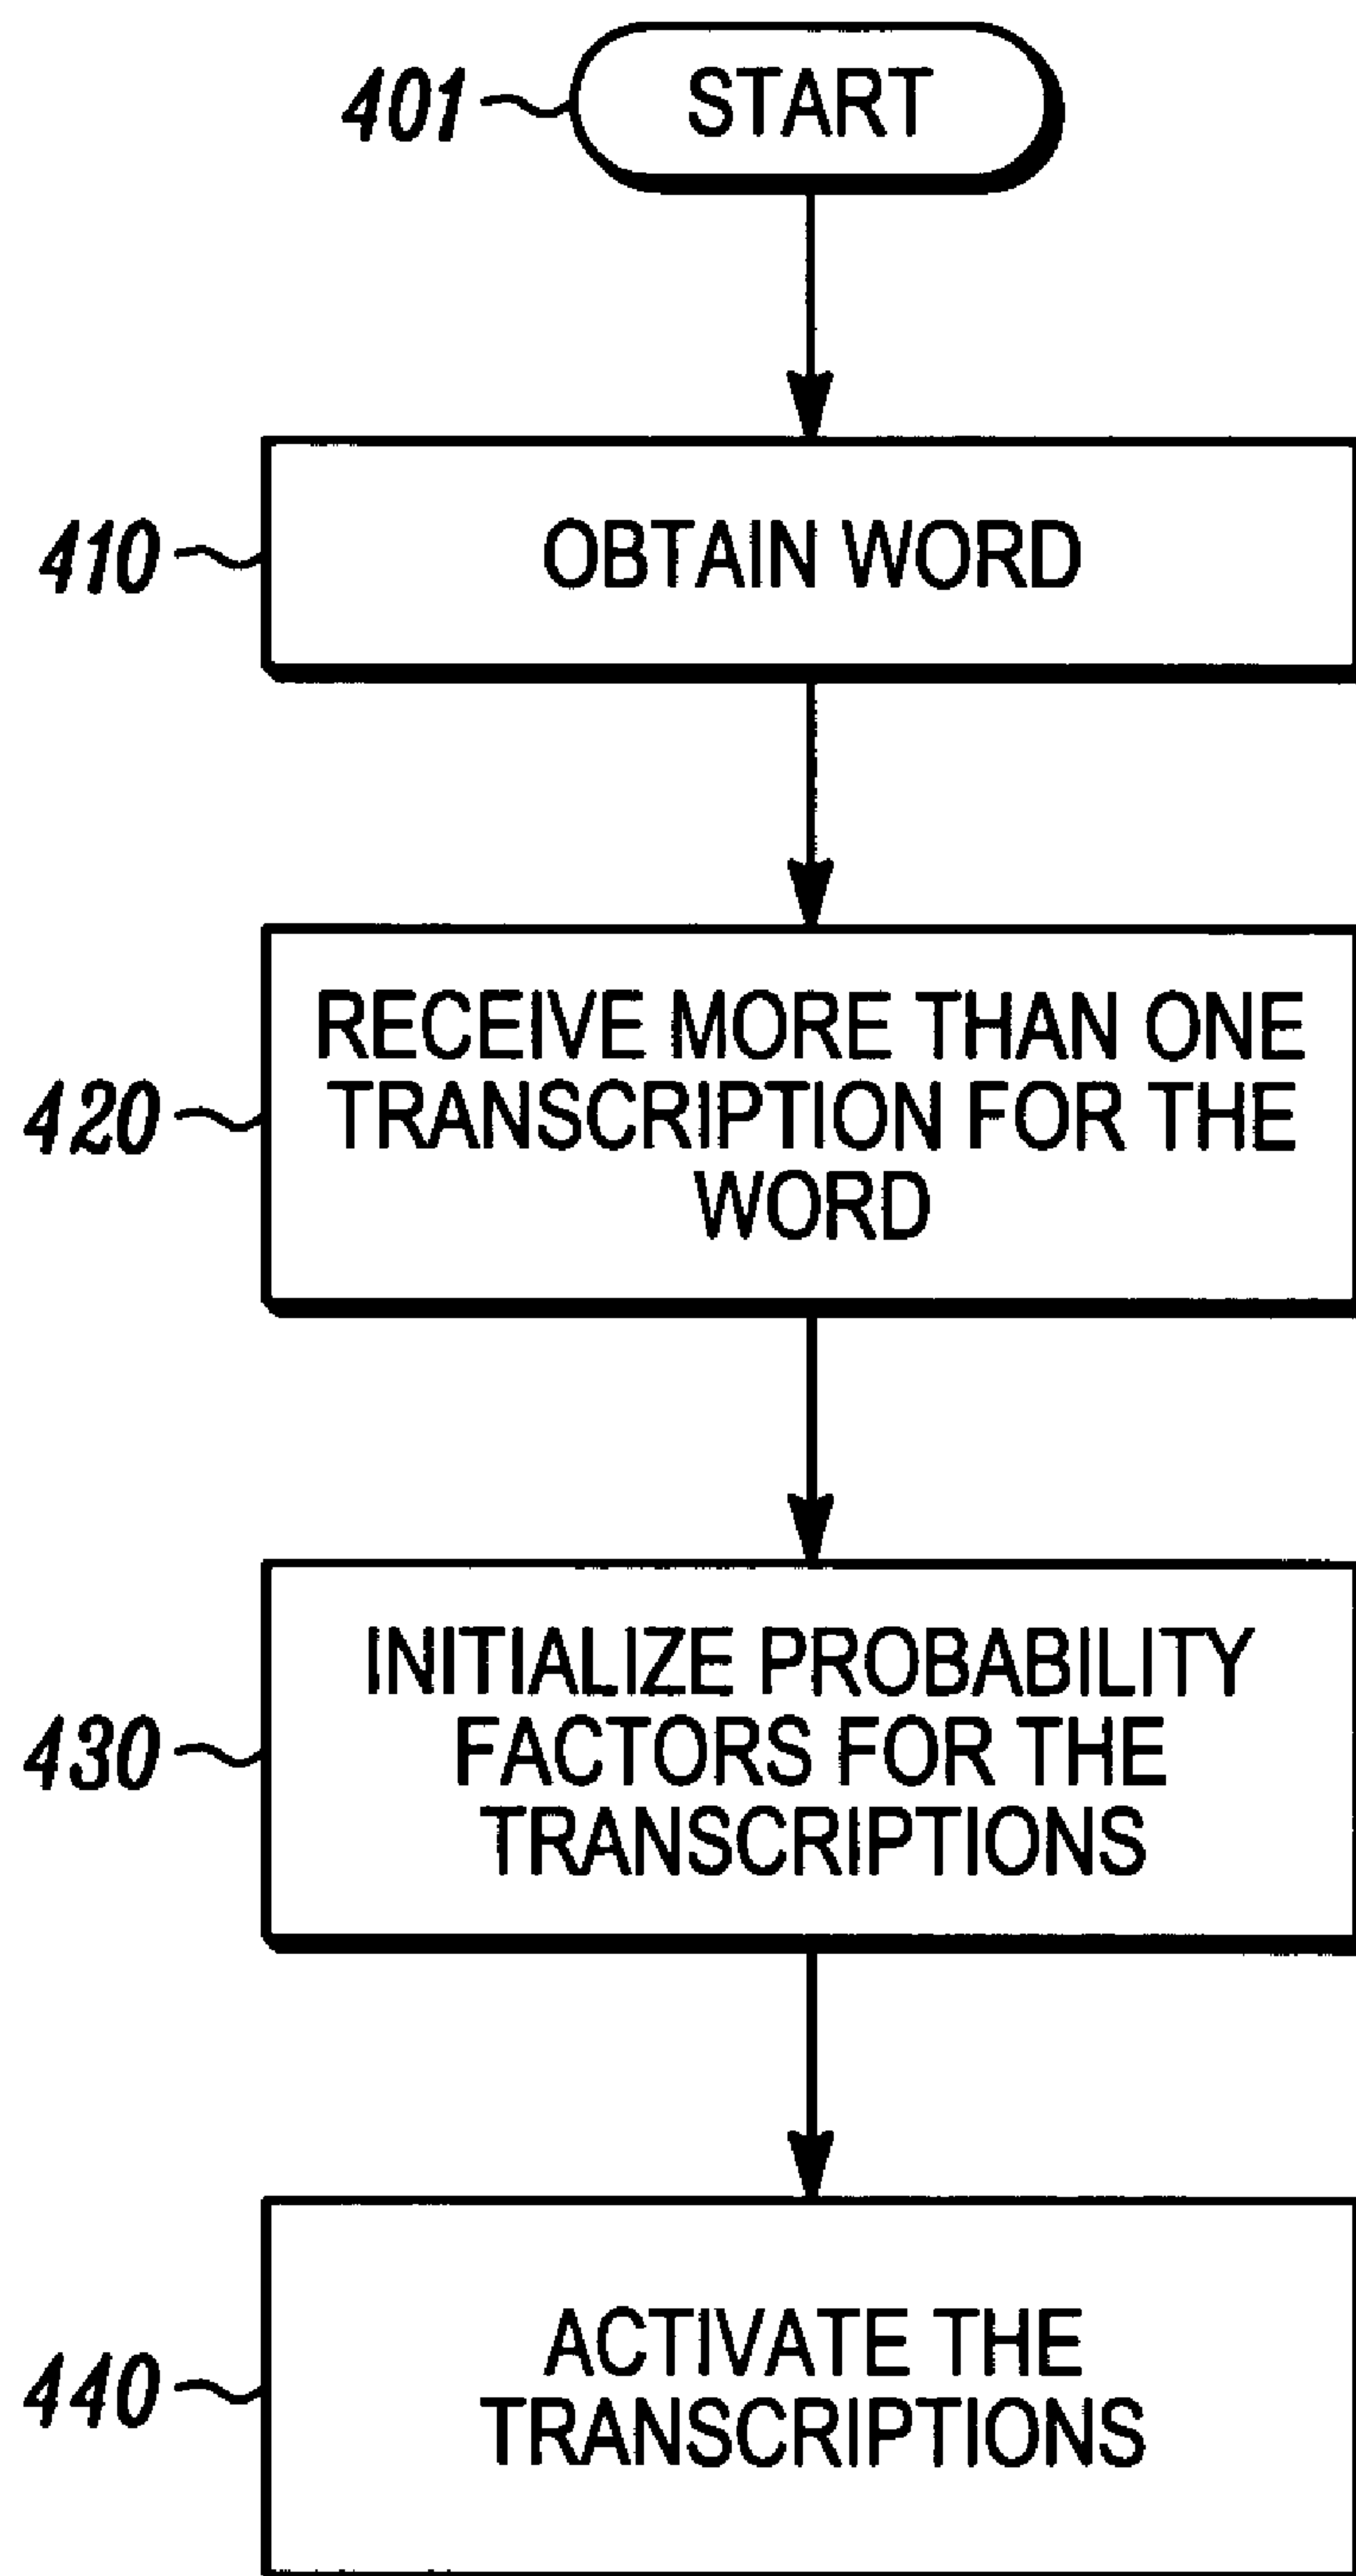 401 START
410 OBTAIN WORD
RECEIVE MORE THAN ONE
420 TRANSCRIPTION FOR THE
WORD
INITIALIZE PROBABILITY
430 FACTORS FOR THE
TRANSCRIPTIONS
ACTIVATE THE
440 TRANSCRIPTIONS